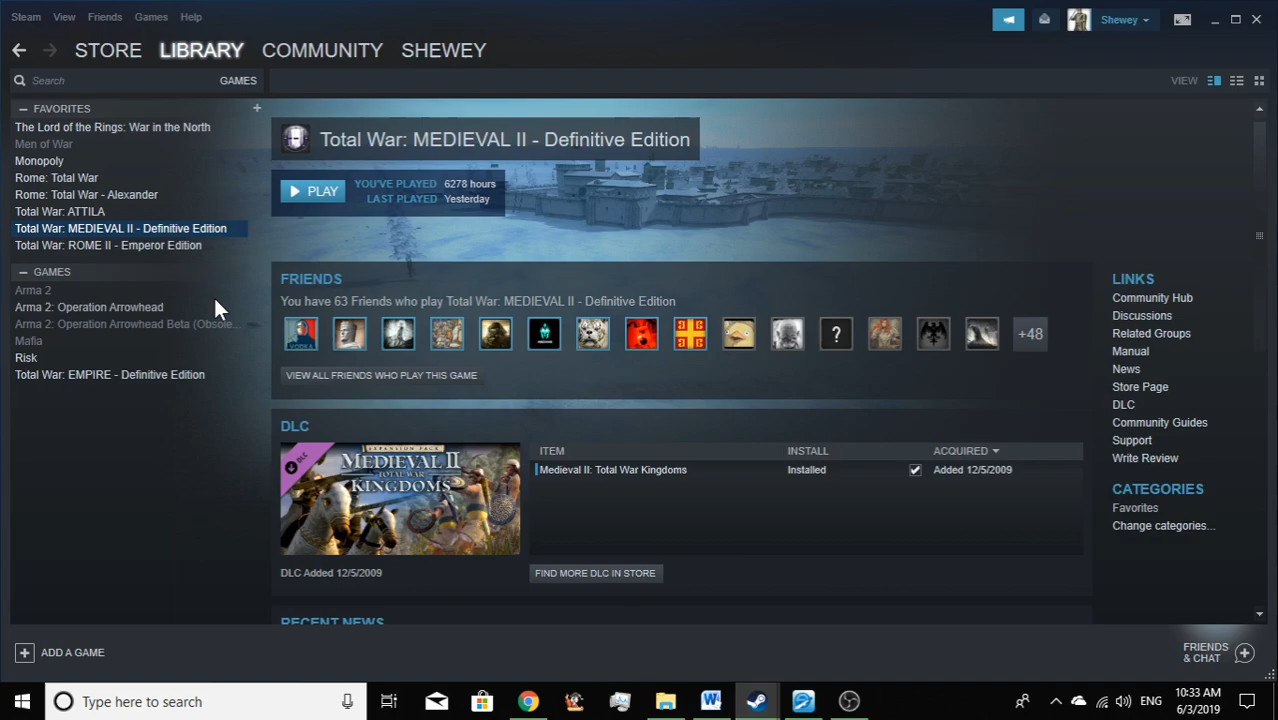 Steam View Friends Games Help
Shewey
STORE LIBRARY COMMUNITY SHEWEY
Search GAMES
VIEW
FAVORITES
The Lord of the Rings: War in the North
Men of War
Monopoly
Rome: Total War
Rome: Total War - Alexander
Total War: ATTILA
Total War: MEDIEVAL II - Definitive Edition
Total War: ROME II - Emperor Edition
GAMES
Arma 2
Arma 2: Operation Arrowhead
Arma 2: Operation Arrowhead Beta (Obsole...
Mafia
Risk
Total War: EMPIRE - Definitive Edition
Total War: MEDIEVAL II - Definitive Edition
PLAY
YOU'VE PLAYED 6278 hours
LAST PLAYED Yesterday
FRIENDS
You have 63 Friends who play Total War: MEDIEVAL II - Definitive Edition
VODKA
?
+48
VIEW ALL FRIENDS WHO PLAY THIS GAME
DLC
DLC
EXPANSION PACK
MEDIEVAL II
TOTAL WAR
KINGDOMS
DLC Added 12/5/2009
ITEM INSTALL ACQUIRED
Medieval II: Total War Kingdoms Installed Added 12/5/2009
FIND MORE DLC IN STORE
RECENT NEWS
LINKS
Community Hub
Discussions
Related Groups
Manual
News
Store Page
DLC
Community Guides
Support
Write Review
CATEGORIES
Favorites
Change categories...
ADD A GAME
FRIENDS
& CHAT
Type here to search
ENG
10:33 AM
6/3/2019